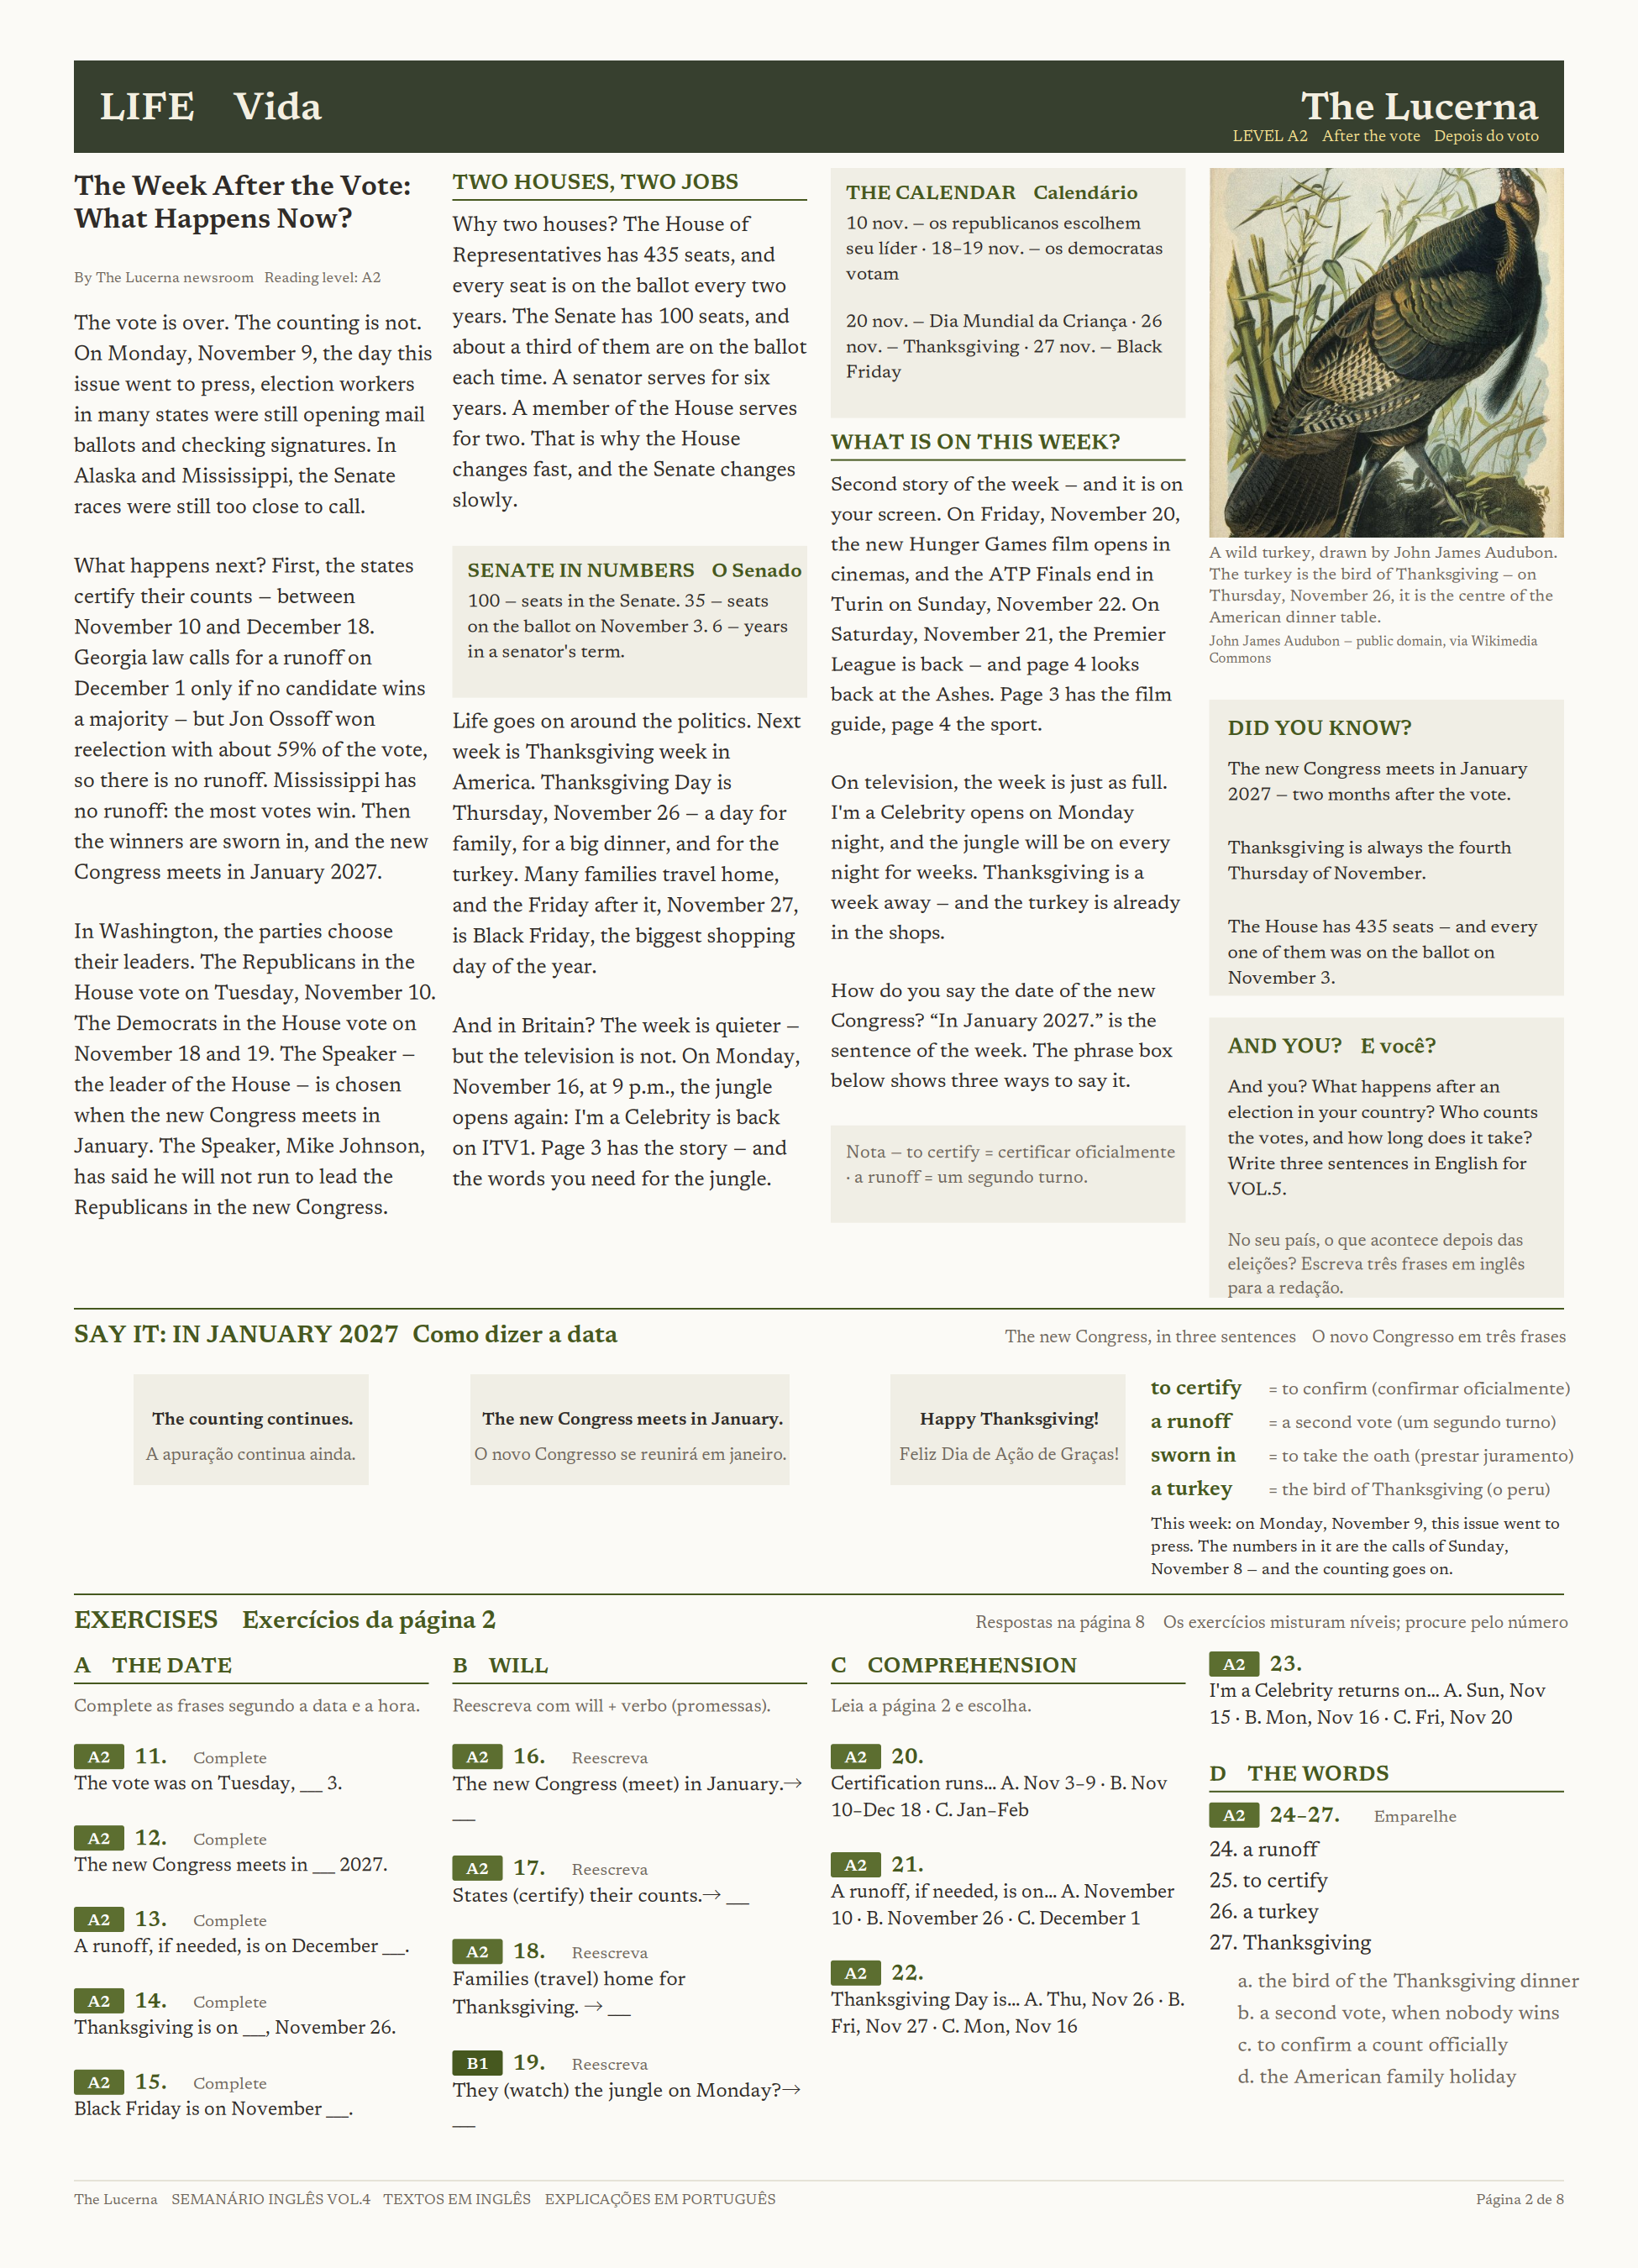 LIFE Vida
The Lucerna
LEVEL A2 After the vote Depois do voto
The Week After the Vote:
What Happens Now?
By The Lucerna newsroom Reading level: A2
The vote is over. The counting is not.
On Monday, November 9, the day this
issue went to press, election workers
in many states were still opening mail
ballots and checking signatures. In
Alaska and Mississippi, the Senate
races were still too close to call.
What happens next? First, the states
certify their counts – between
November 10 and December 18.
Georgia law calls for a runoff on
December 1 only if no candidate wins
a majority – but Jon Ossoff won
reelection with about 59% of the vote,
so there is no runoff. Mississippi has
no runoff: the most votes win. Then
the winners are sworn in, and the new
Congress meets in January 2027.
In Washington, the parties choose
their leaders. The Republicans in the
House vote on Tuesday, November 10.
The Democrats in the House vote on
November 18 and 19. The Speaker –
the leader of the House – is chosen
when the new Congress meets in
January. The Speaker, Mike Johnson,
has said he will not run to lead the
Republicans in the new Congress.
TWO HOUSES, TWO JOBS
Why two houses? The House of
Representatives has 435 seats, and
every seat is on the ballot every two
years. The Senate has 100 seats, and
about a third of them are on the ballot
each time. A senator serves for six
years. A member of the House serves
for two. That is why the House
changes fast, and the Senate changes
slowly.
SENATE IN NUMBERS O Senado
100 – seats in the Senate. 35 – seats
on the ballot on November 3. 6 – years
in a senator's term.
Life goes on around the politics. Next
week is Thanksgiving week in
America. Thanksgiving Day is
Thursday, November 26 – a day for
family, for a big dinner, and for the
turkey. Many families travel home,
and the Friday after it, November 27,
is Black Friday, the biggest shopping
day of the year.
And in Britain? The week is quieter –
but the television is not. On Monday,
November 16, at 9 p.m., the jungle
opens again: I'm a Celebrity is back
on ITV1. Page 3 has the story – and
the words you need for the jungle.
THE CALENDAR Calendário
10 nov. – os republicanos escolhem
seu líder · 18–19 nov. – os democratas
votam
20 nov. – Dia Mundial da Criança · 26
nov. – Thanksgiving · 27 nov. – Black
Friday
WHAT IS ON THIS WEEK?
Second story of the week – and it is on
your screen. On Friday, November 20,
the new Hunger Games film opens in
cinemas, and the ATP Finals end in
Turin on Sunday, November 22. On
Saturday, November 21, the Premier
League is back – and page 4 looks
back at the Ashes. Page 3 has the film
guide, page 4 the sport.
On television, the week is just as full.
I'm a Celebrity opens on Monday
night, and the jungle will be on every
night for weeks. Thanksgiving is a
week away – and the turkey is already
in the shops.
How do you say the date of the new
Congress? “In January 2027.” is the
sentence of the week. The phrase box
below shows three ways to say it.
Nota – to certify = certificar oficialmente
· a runoff = um segundo turno.
A wild turkey, drawn by John James Audubon.
The turkey is the bird of Thanksgiving – on
Thursday, November 26, it is the centre of the
American dinner table.
John James Audubon – public domain, via Wikimedia
Commons
DID YOU KNOW?
The new Congress meets in January
2027 – two months after the vote.
Thanksgiving is always the fourth
Thursday of November.
The House has 435 seats – and every
one of them was on the ballot on
November 3.
AND YOU? E você?
And you? What happens after an
election in your country? Who counts
the votes, and how long does it take?
Write three sentences in English for
VOL.5.
No seu país, o que acontece depois das
eleições? Escreva três frases em inglês
para a redação.
SAY IT: IN JANUARY 2027 Como dizer a data
The new Congress, in three sentences O novo Congresso em três frases
The counting continues.
A apuração continua ainda.
The new Congress meets in January.
O novo Congresso se reunirá em janeiro.
Happy Thanksgiving!
Feliz Dia de Ação de Graças!
to certify = to confirm (confirmar oficialmente)
a runoff = a second vote (um segundo turno)
sworn in = to take the oath (prestar juramento)
a turkey = the bird of Thanksgiving (o peru)
This week: on Monday, November 9, this issue went to
press. The numbers in it are the calls of Sunday,
November 8 – and the counting goes on.
EXERCISES Exercícios da página 2
Respostas na página 8 Os exercícios misturam níveis; procure pelo número
A THE DATE
Complete as frases segundo a data e a hora.
A2 11. Complete
The vote was on Tuesday, __ 3.
A2 12. Complete
The new Congress meets in __ 2027.
A2 13. Complete
A runoff, if needed, is on December __.
A2 14. Complete
Thanksgiving is on __, November 26.
A2 15. Complete
Black Friday is on November __.
B WILL
Reescreva com will + verbo (promessas).
A2 16. Reescreva
The new Congress (meet) in January.→
__
A2 17. Reescreva
States (certify) their counts.→ __
A2 18. Reescreva
Families (travel) home for
Thanksgiving. → __
B1 19. Reescreva
They (watch) the jungle on Monday?→
__
C COMPREHENSION
Leia a página 2 e escolha.
A2 20.
Certification runs… A. Nov 3–9 · B. Nov
10–Dec 18 · C. Jan–Feb
A2 21.
A runoff, if needed, is on… A. November
10 · B. November 26 · C. December 1
A2 22.
Thanksgiving Day is… A. Thu, Nov 26 · B.
Fri, Nov 27 · C. Mon, Nov 16
A2 23.
I'm a Celebrity returns on… A. Sun, Nov
15 · B. Mon, Nov 16 · C. Fri, Nov 20
D THE WORDS
A2 24–27. Emparelhe
24. a runoff
25. to certify
26. a turkey
27. Thanksgiving
a. the bird of the Thanksgiving dinner
b. a second vote, when nobody wins
c. to confirm a count officially
d. the American family holiday
The Lucerna SEMANÁRIO INGLÊS VOL.4 TEXTOS EM INGLÊS EXPLICAÇÕES EM PORTUGUÊS
Página 2 de 8